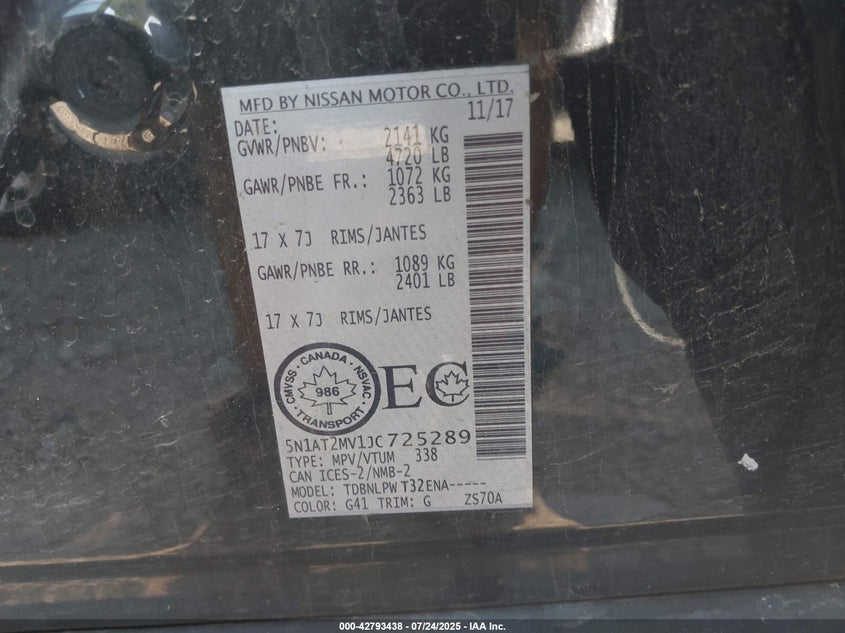 MFD BY NISSAN MOTOR CO., LTD.
DATE: 11/17
GVWR/PNBV: 2141 KG
4720 LB
GAWR/PNBE FR.: 1072 KG
2363 LB
17 X 7J RIMS/JANTES
GAWR/PNBE RR.: 1089 KG
2401 LB
17 X 7J RIMS/JANTES
CMVSS · CANADA · NSVAC · TRANSPORT ·
986
EC
5N1AT2MV1JC725289
TYPE: MPV/VTUM 338
CAN ICES-2/NMB-2
MODEL: TDBNLPW T32ENA-----
COLOR: G41 TRIM: G ZS70A
000-42793438 - 07/24/2025 - IAA Inc.